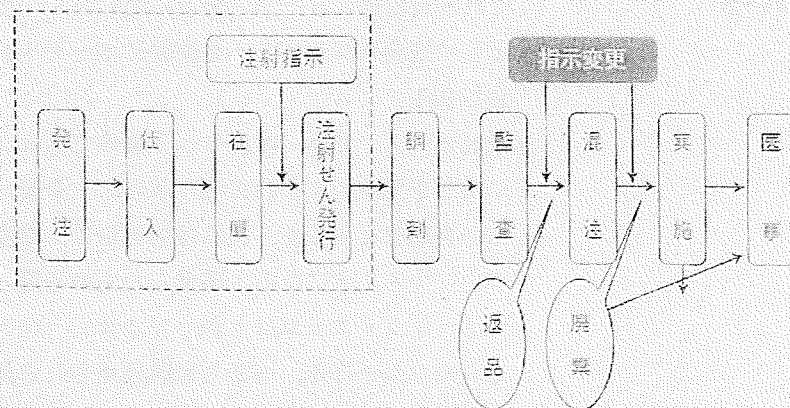 注射指示
指示変更
発注
仕入
在庫
注射せん発行
調剤
監査
混注
実施
医事
返品
廃棄